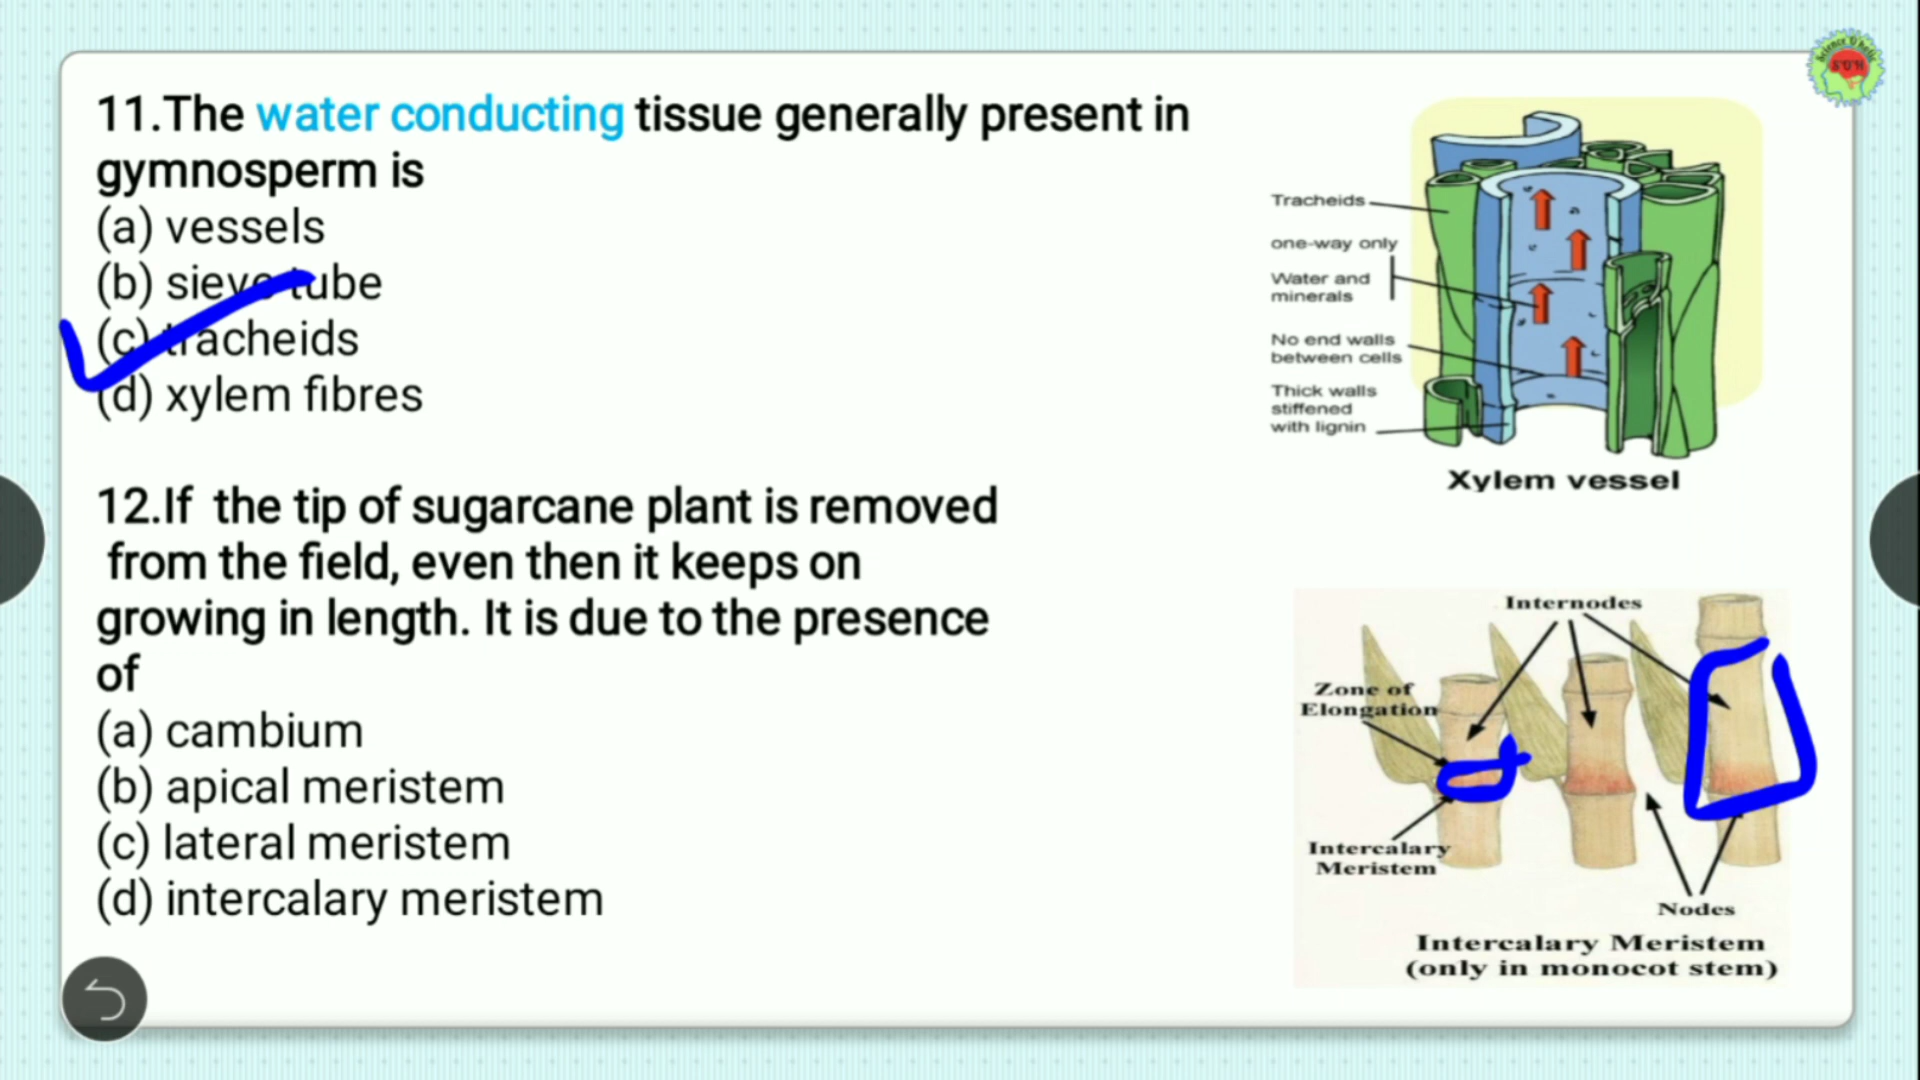 11.The water conducting tissue generally present in
gymnosperm is
(a) vessels
(b) sieve tube
(c) tracheids
(d) xylem fibres
12.If the tip of sugarcane plant is removed
from the field, even then it keeps on
growing in length. It is due to the presence
of
(a) cambium
(b) apical meristem
(c) lateral meristem
(d) intercalary meristem
Tracheids
one-way only
Water and
minerals
No end walls
between cells
Thick walls
stiffened
with lignin
Xylem vessel
Internodes
Zone of
Elongation
Intercalary
Meristem
Nodes
Intercalary Meristem
(only in monocot stem)